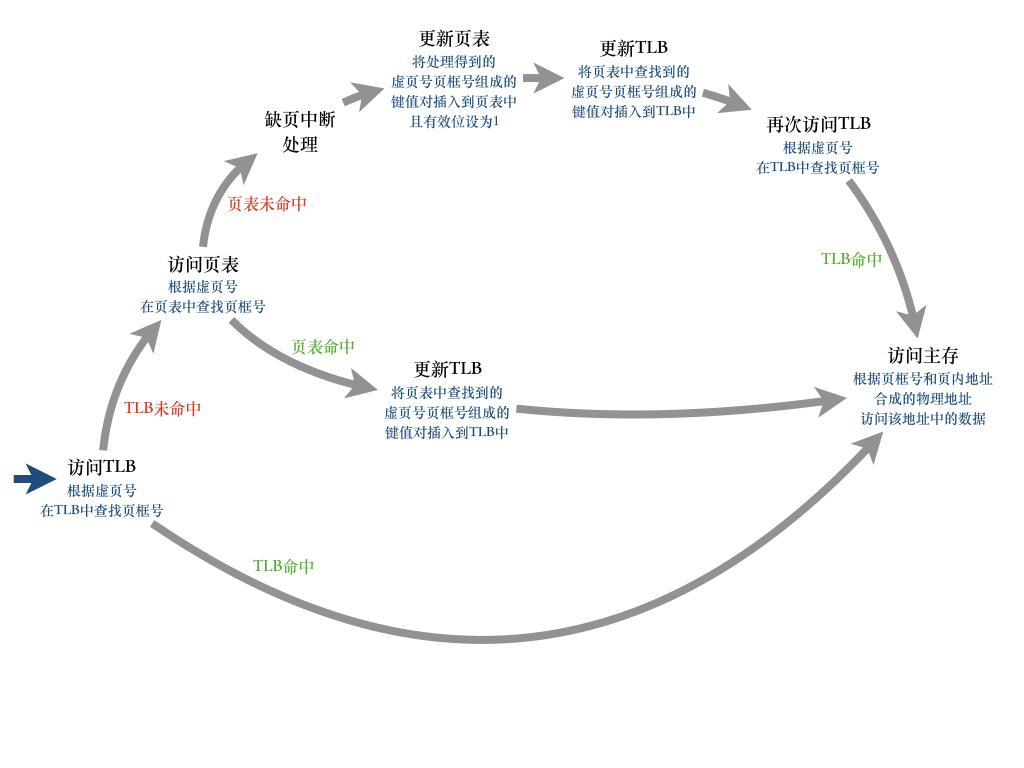 更新页表
将处理得到的
虚页号页框号组成的
键值对插入到页表中
且有效位设为1
更新TLB
将页表中查找到的
虚页号页框号组成的
键值对插入到TLB中
缺页中断
处理
再次访问TLB
根据虚页号
在TLB中查找页框号
页表未命中
访问页表
根据虚页号
在页表中查找页框号
TLB命中
页表命中
更新TLB
将页表中查找到的
虚页号页框号组成的
键值对插入到TLB中
访问主存
根据页框号和页内地址
合成的物理地址
访问该地址中的数据
TLB未命中
访问TLB
根据虚页号
在TLB中查找页框号
TLB命中